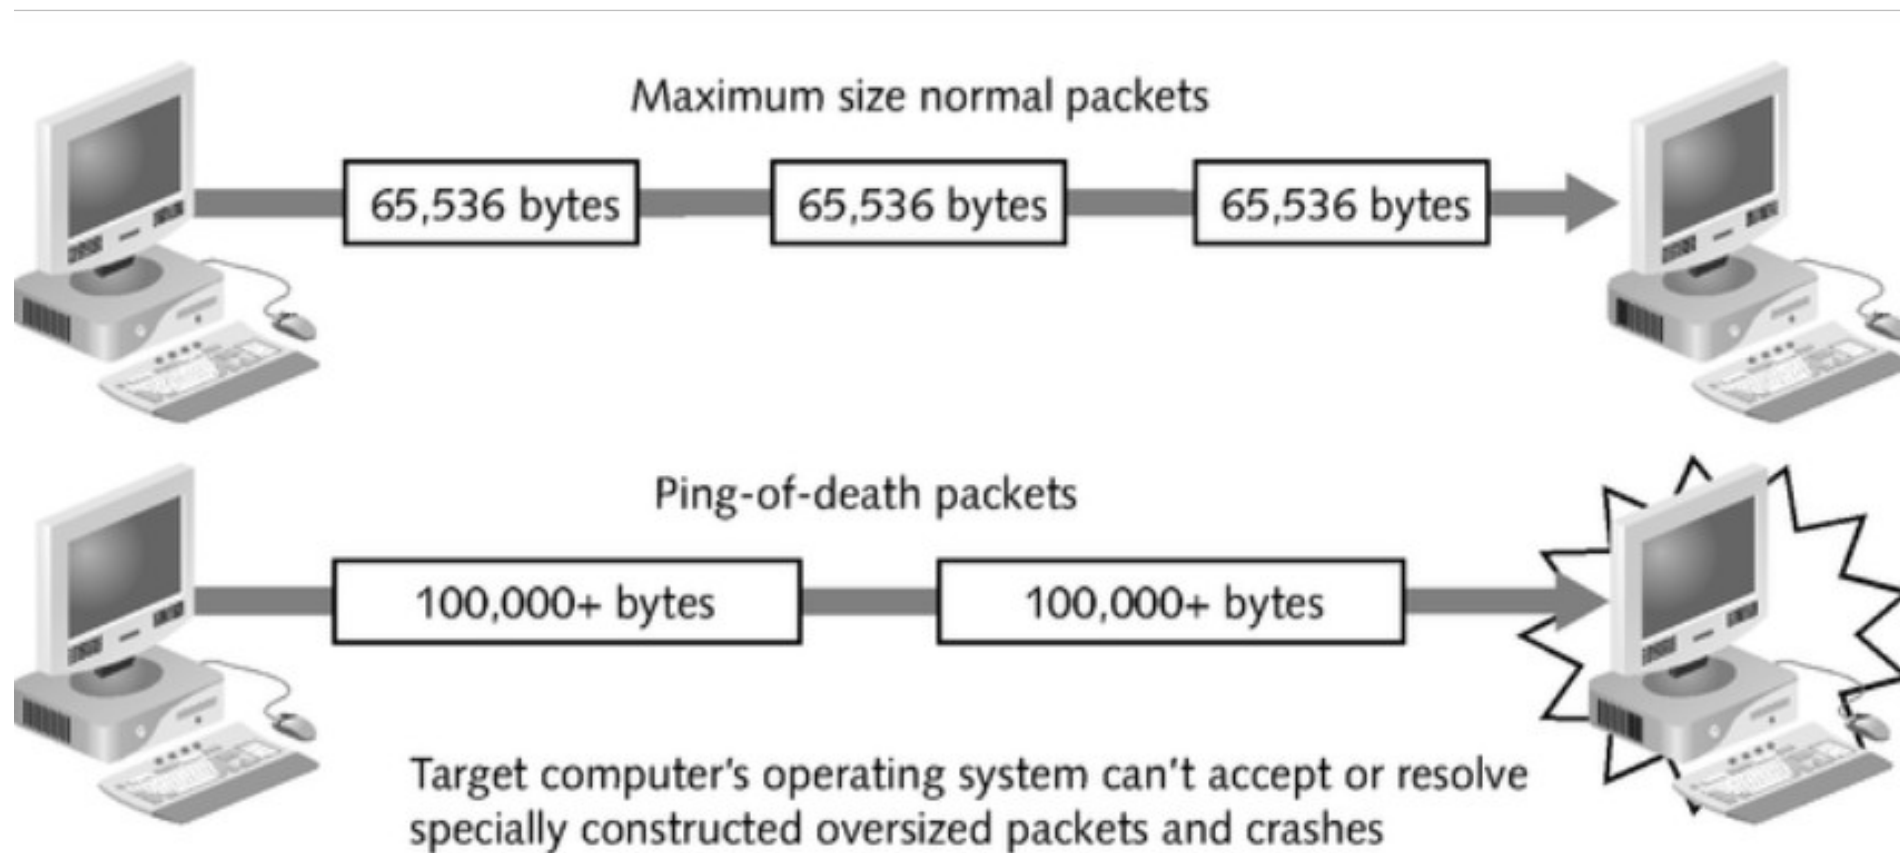 Maximum size normal packets
65,536 bytes 65,536 bytes 65,536 bytes
Ping-of-death packets
100,000+ bytes 100,000+ bytes
Target computer's operating system can't accept or resolve
specially constructed oversized packets and crashes